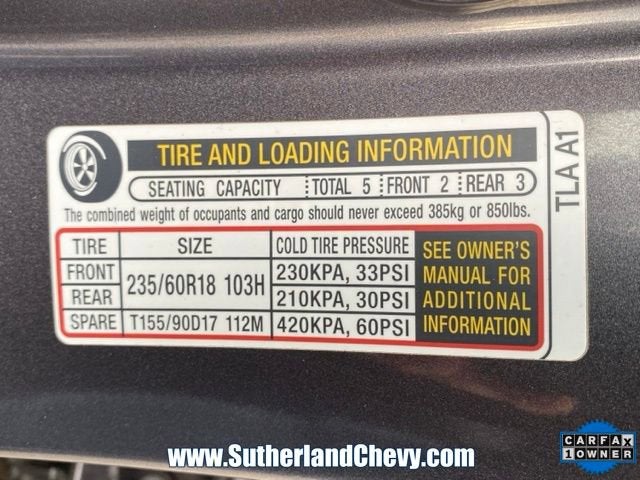 TIRE AND LOADING INFORMATION
SEATING CAPACITY TOTAL 5 FRONT 2 REAR 3
The combined weight of occupants and cargo should never exceed 385kg or 850lbs.
TIRE SIZE COLD TIRE PRESSURE
FRONT 235/60R18 103H 230KPA, 33PSI
REAR 210KPA, 30PSI
SPARE T155/90D17 112M 420KPA, 60PSI
SEE OWNER'S
MANUAL FOR
ADDITIONAL
INFORMATION
TLA A1
www.SutherlandChevy.com
CARFAX
1 OWNER